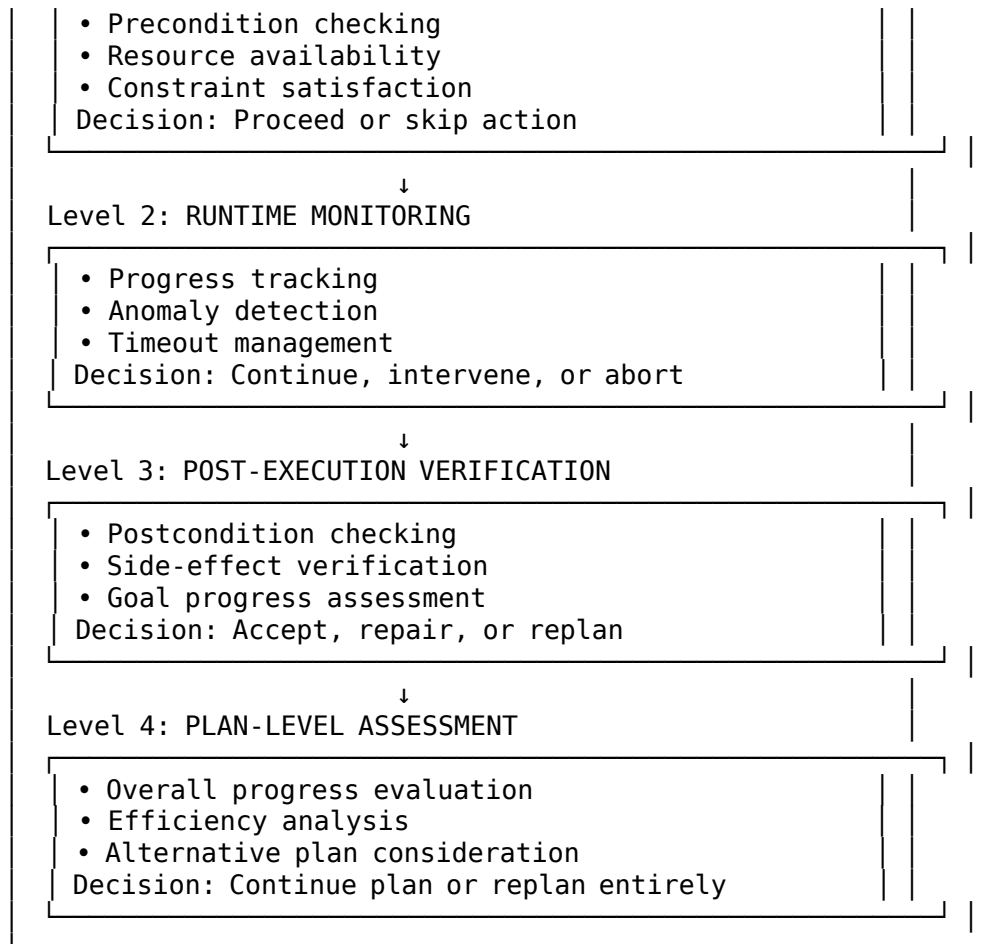 • Precondition checking
• Resource availability
• Constraint satisfaction
Decision: Proceed or skip action
↓
Level 2: RUNTIME MONITORING
• Progress tracking
• Anomaly detection
• Timeout management
Decision: Continue, intervene, or abort
↓
Level 3: POST-EXECUTION VERIFICATION
• Postcondition checking
• Side-effect verification
• Goal progress assessment
Decision: Accept, repair, or replan
↓
Level 4: PLAN-LEVEL ASSESSMENT
• Overall progress evaluation
• Efficiency analysis
• Alternative plan consideration
Decision: Continue plan or replan entirely